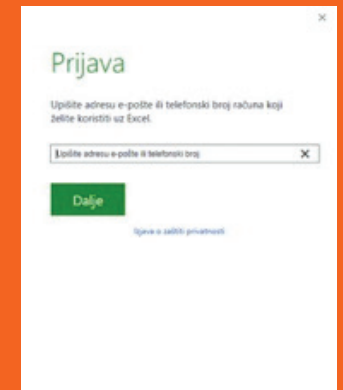 Prijava
Upišite adresu e-pošte ili telefonski broj računa koji
želite koristiti uz Excel.
Upišite adresu e-pošte ili telefonski broj
Dalje
Izjava o zaštiti privatnosti